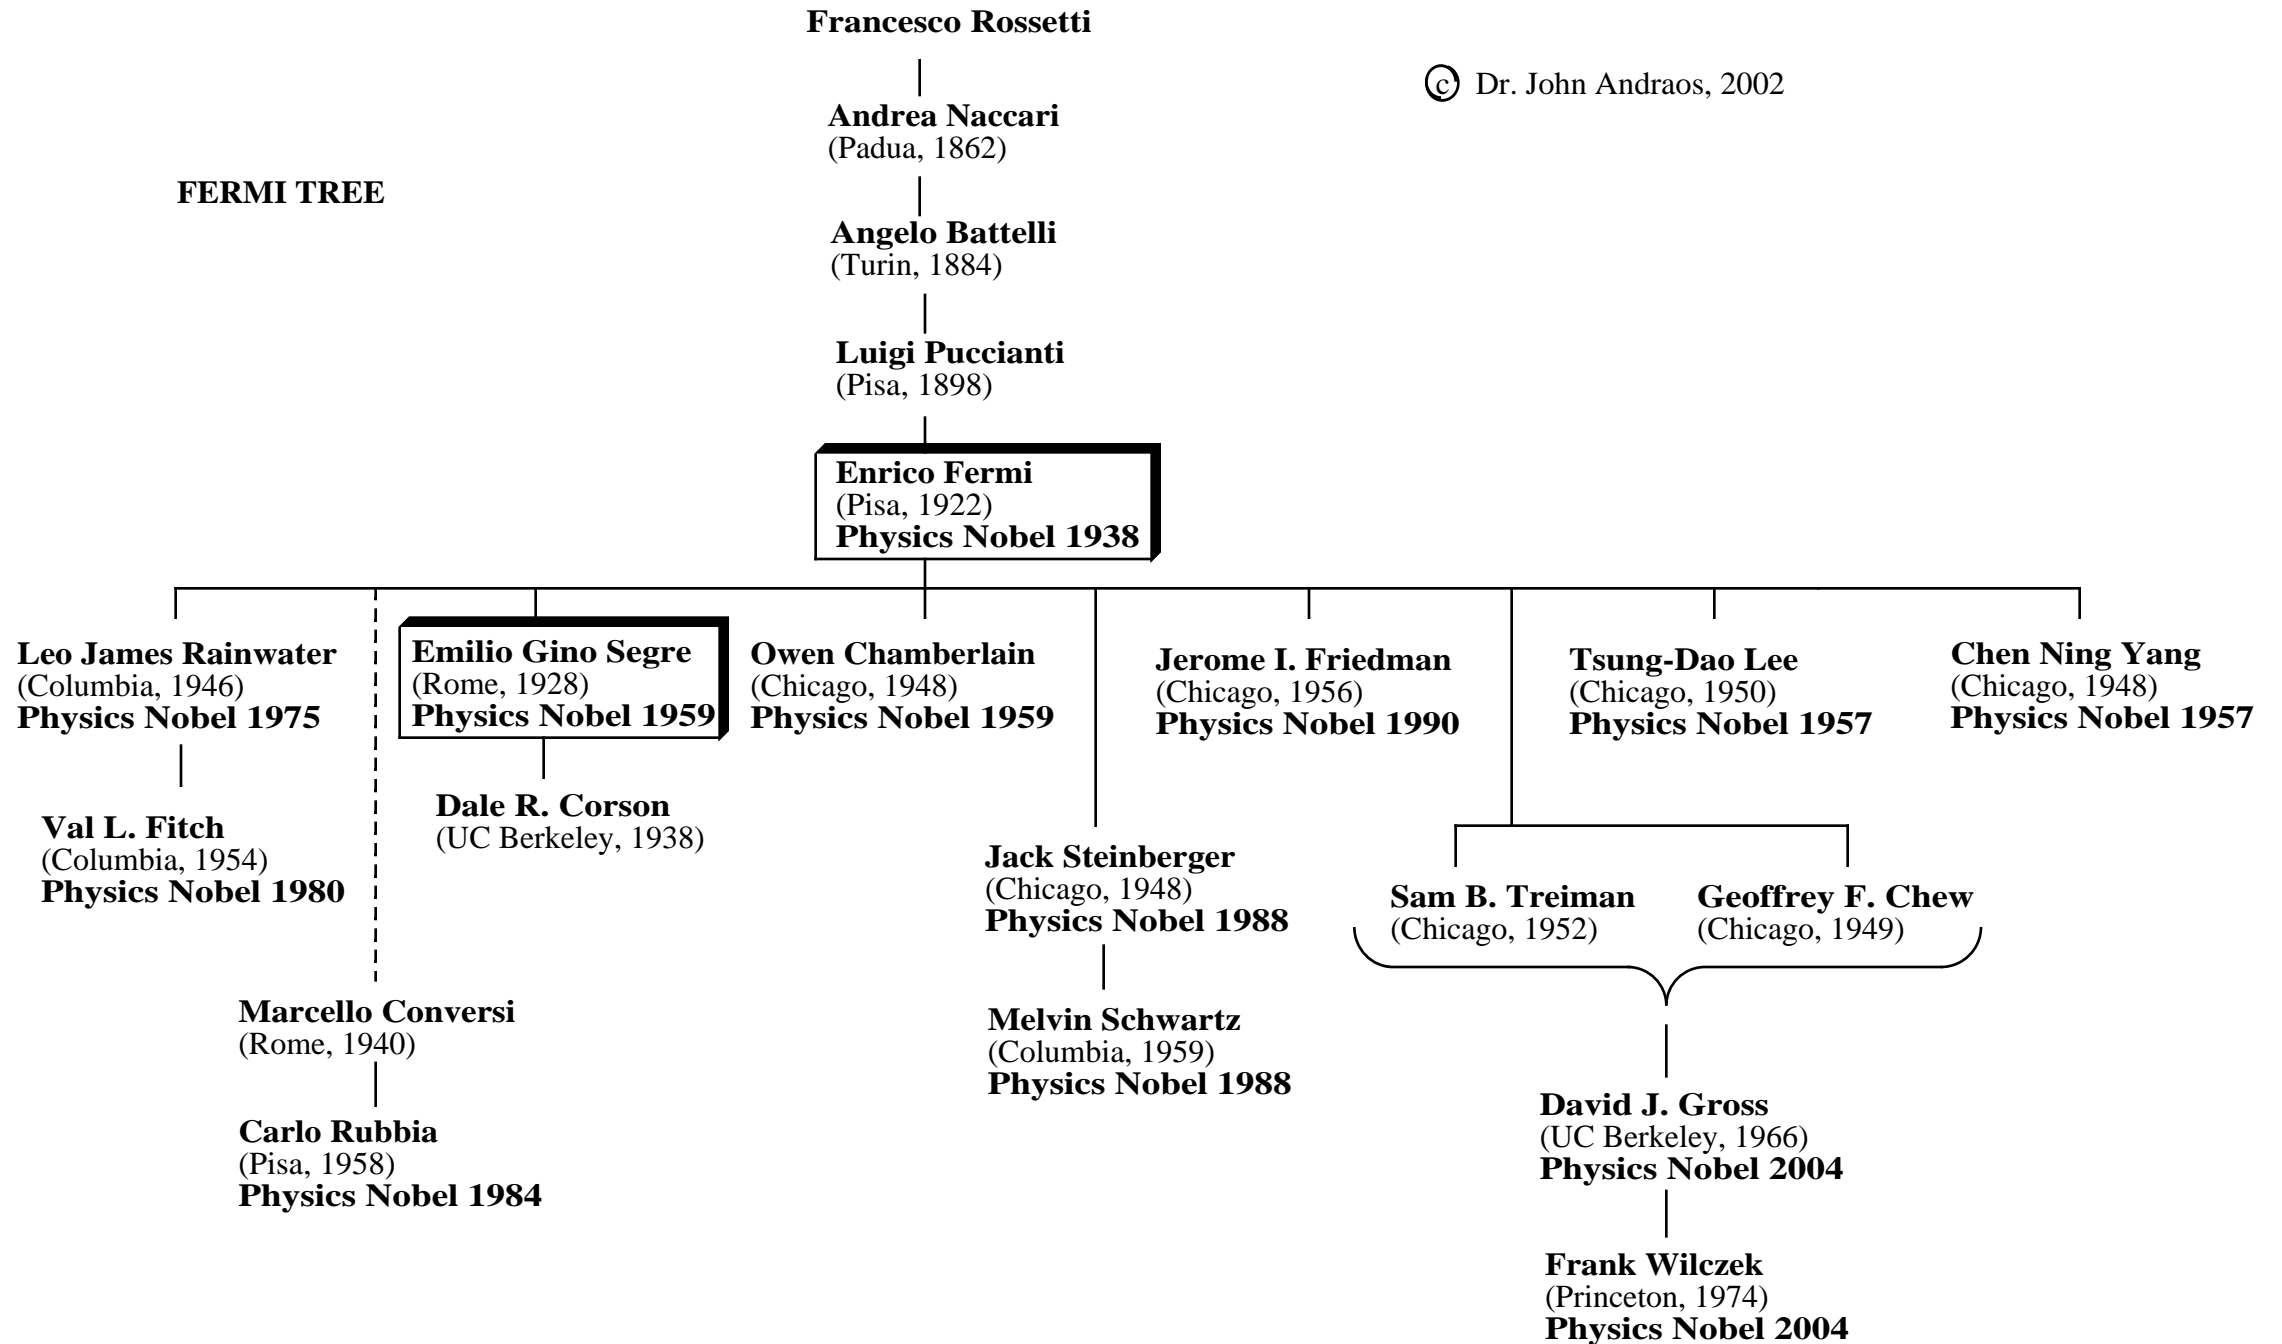 Francesco Rossetti
© Dr. John Andraos, 2002
Andrea Naccari
(Padua, 1862)
FERMI TREE
Angelo Battelli
(Turin, 1884)
Luigi Puccianti
(Pisa, 1898)
Enrico Fermi
(Pisa, 1922)
Physics Nobel 1938
Leo James Rainwater
(Columbia, 1946)
Physics Nobel 1975
Emilio Gino Segre
(Rome, 1928)
Physics Nobel 1959
Owen Chamberlain
(Chicago, 1948)
Physics Nobel 1959
Jerome I. Friedman
(Chicago, 1956)
Physics Nobel 1990
Tsung-Dao Lee
(Chicago, 1950)
Physics Nobel 1957
Chen Ning Yang
(Chicago, 1948)
Physics Nobel 1957
Val L. Fitch
(Columbia, 1954)
Physics Nobel 1980
Dale R. Corson
(UC Berkeley, 1938)
Jack Steinberger
(Chicago, 1948)
Physics Nobel 1988
Sam B. Treiman
(Chicago, 1952)
Geoffrey F. Chew
(Chicago, 1949)
Marcello Conversi
(Rome, 1940)
Melvin Schwartz
(Columbia, 1959)
Physics Nobel 1988
Carlo Rubbia
(Pisa, 1958)
Physics Nobel 1984
David J. Gross
(UC Berkeley, 1966)
Physics Nobel 2004
Frank Wilczek
(Princeton, 1974)
Physics Nobel 2004